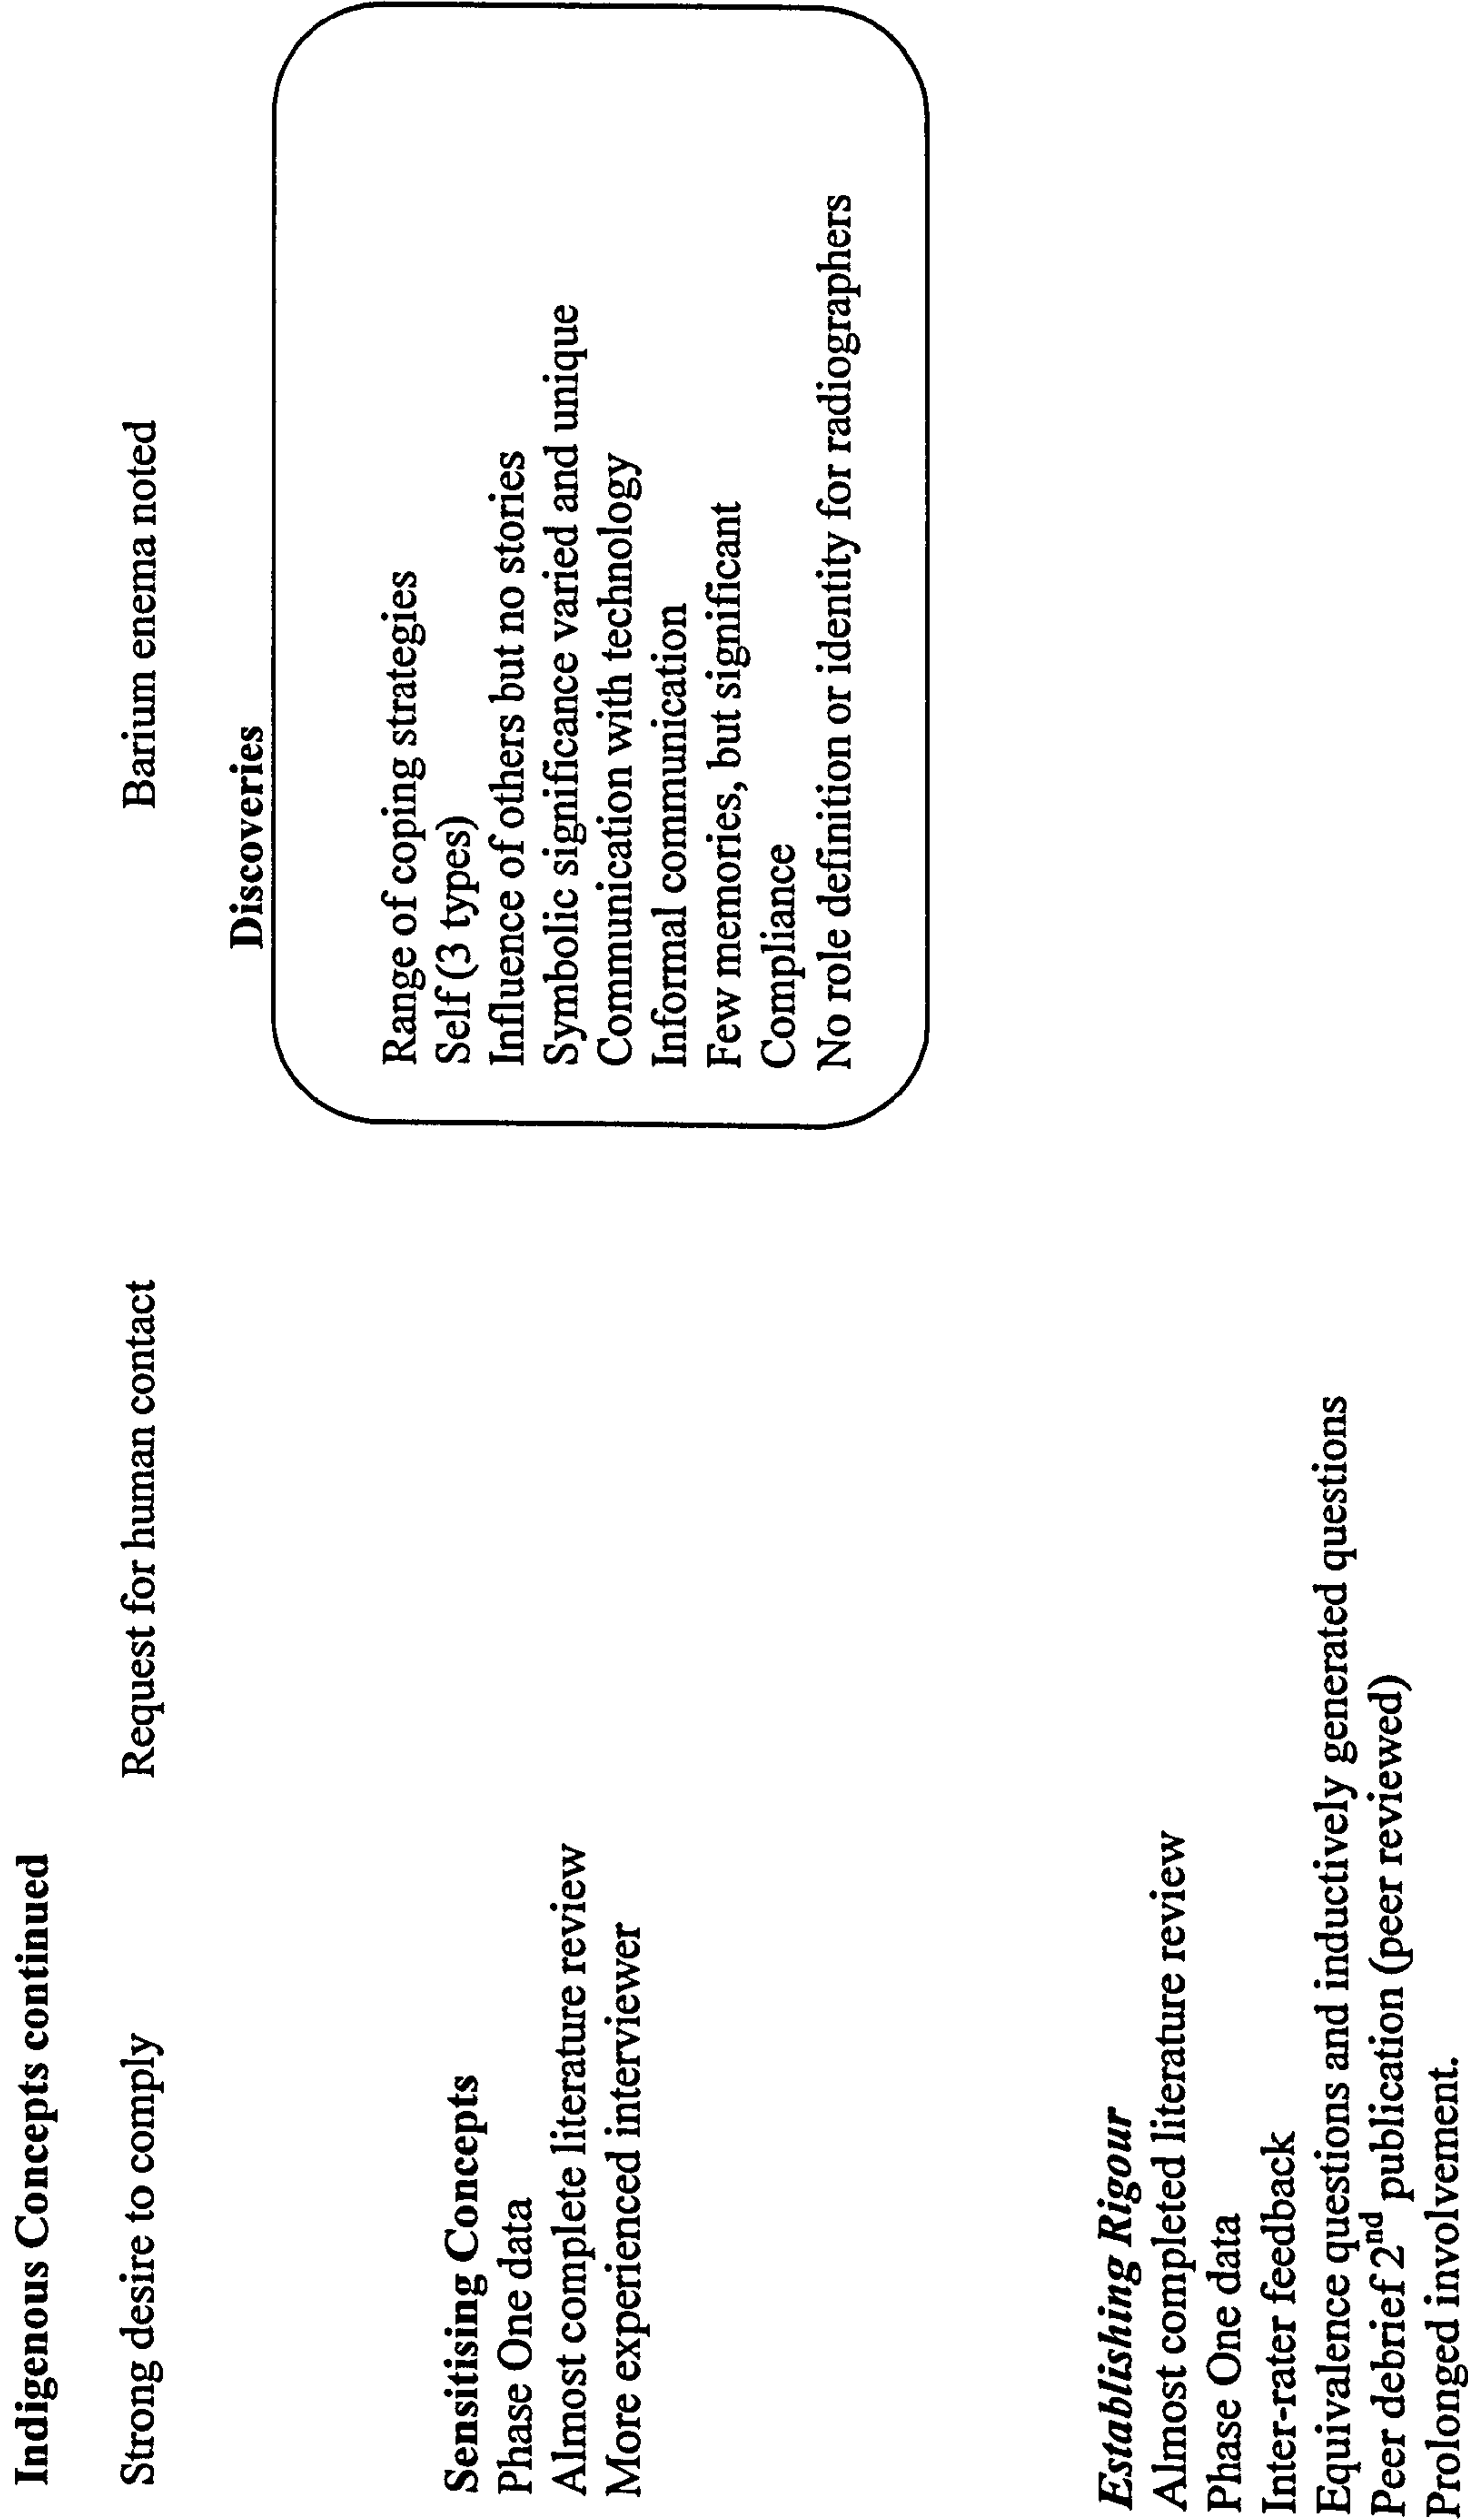 Indigenous Concepts continued
Strong desire to comply
Request for human contact
Barium enema noted
Discoveries
Range of coping strategies
Self (3 types)
Influence of others but no stories
Symbolic significance varied and unique
Communication with technology
Informal communication
Few memories, but significant
Compliance
No role definition or identity for radiographers
Sensitising Concepts
Phase One data
Almost complete literature review
More experienced interviewer
Establishing Rigour
Almost completed literature review
Phase One data
Inter-rater feedback
Equivalence questions and inductively generated questions
Peer debrief 2nd publication (peer reviewed)
Prolonged involvement.